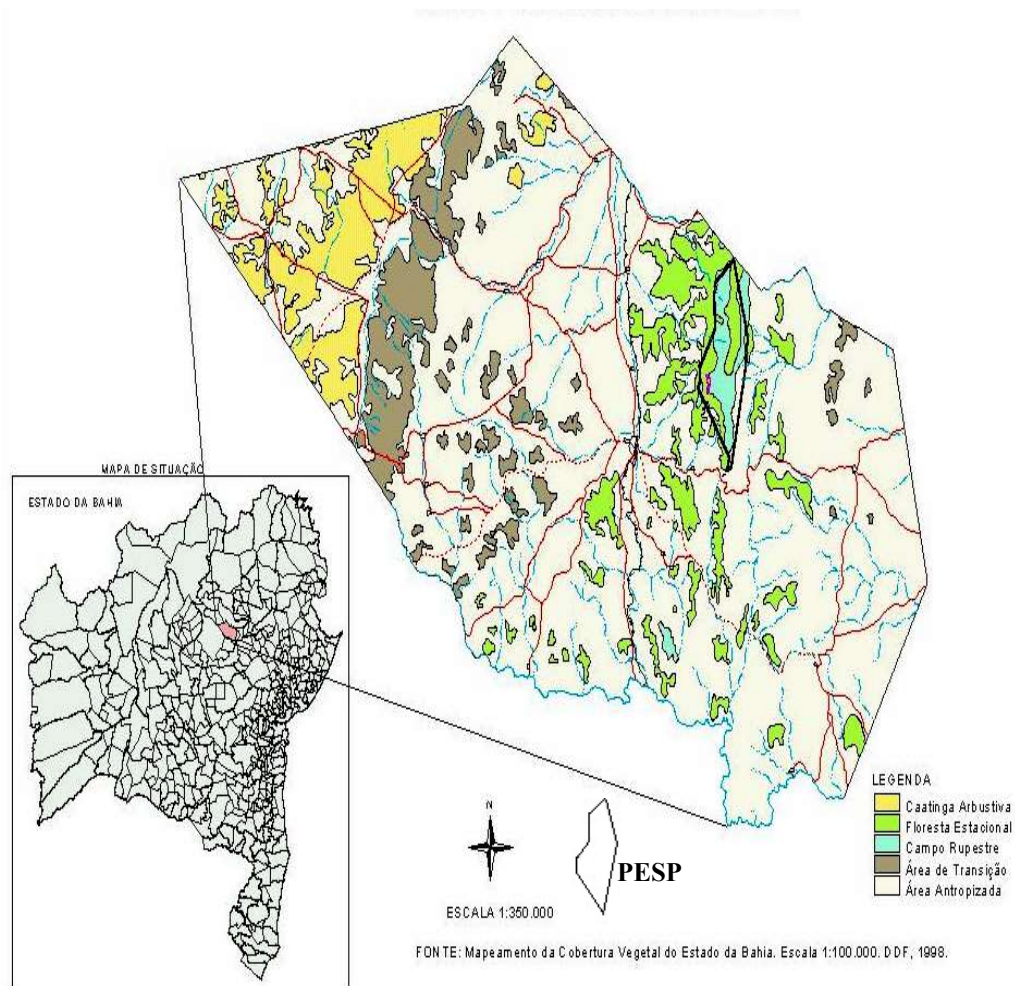 MAPA DE SITUAÇÃO
ESTADO DA BAHIA
N
PESP
ESCALA 1:350.000
LEGENDA
Caatinga Arbustiva
Floresta Estacional
Campo Rupestre
Área de Transição
Área Antropizada
FONTE: Mapeamento da Cobertura Vegetal do Estado da Bahia. Escala 1:100.000. DDF, 1998.